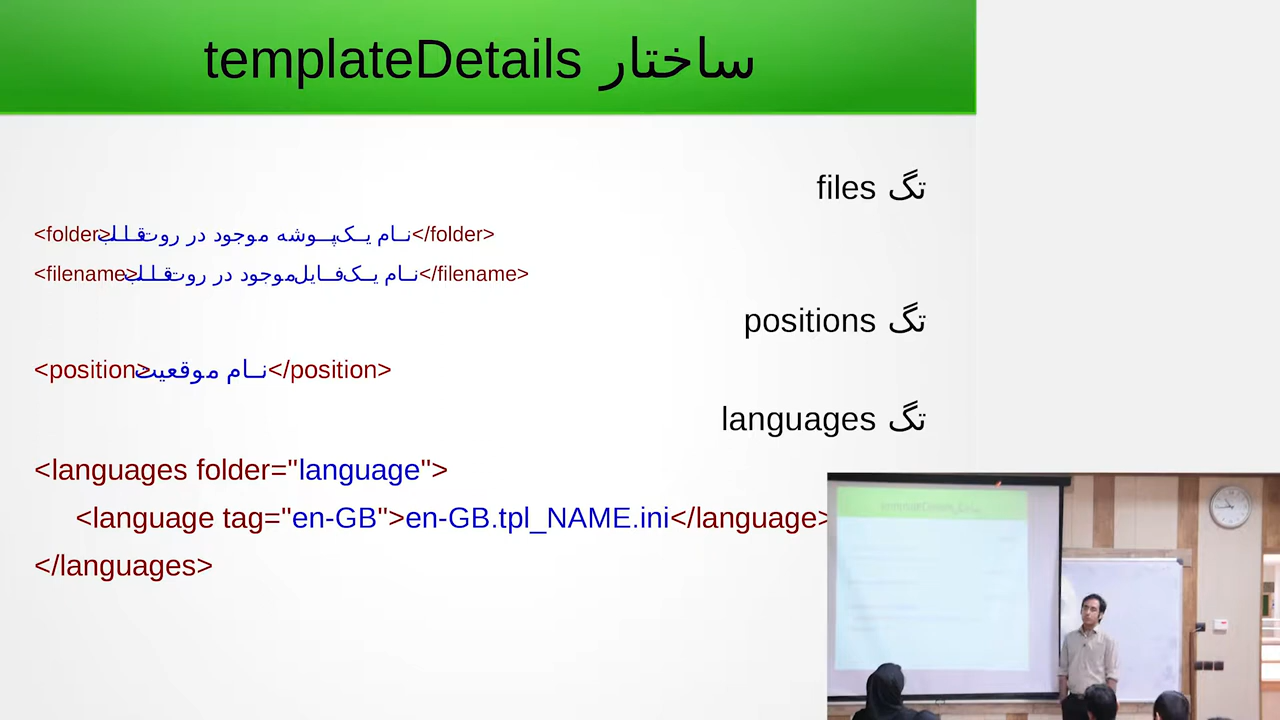 ساختار templateDetails
تگ files
<folder>نام یک پوشه موجود در روت قالب</folder>
<filename>نام یک فایل موجود در روت قالب</filename>
تگ positions
<position>نام موقعیت</position>
تگ languages
<languages folder="language">
<language tag="en-GB">en-GB.tpl_NAME.ini</language>
</languages>